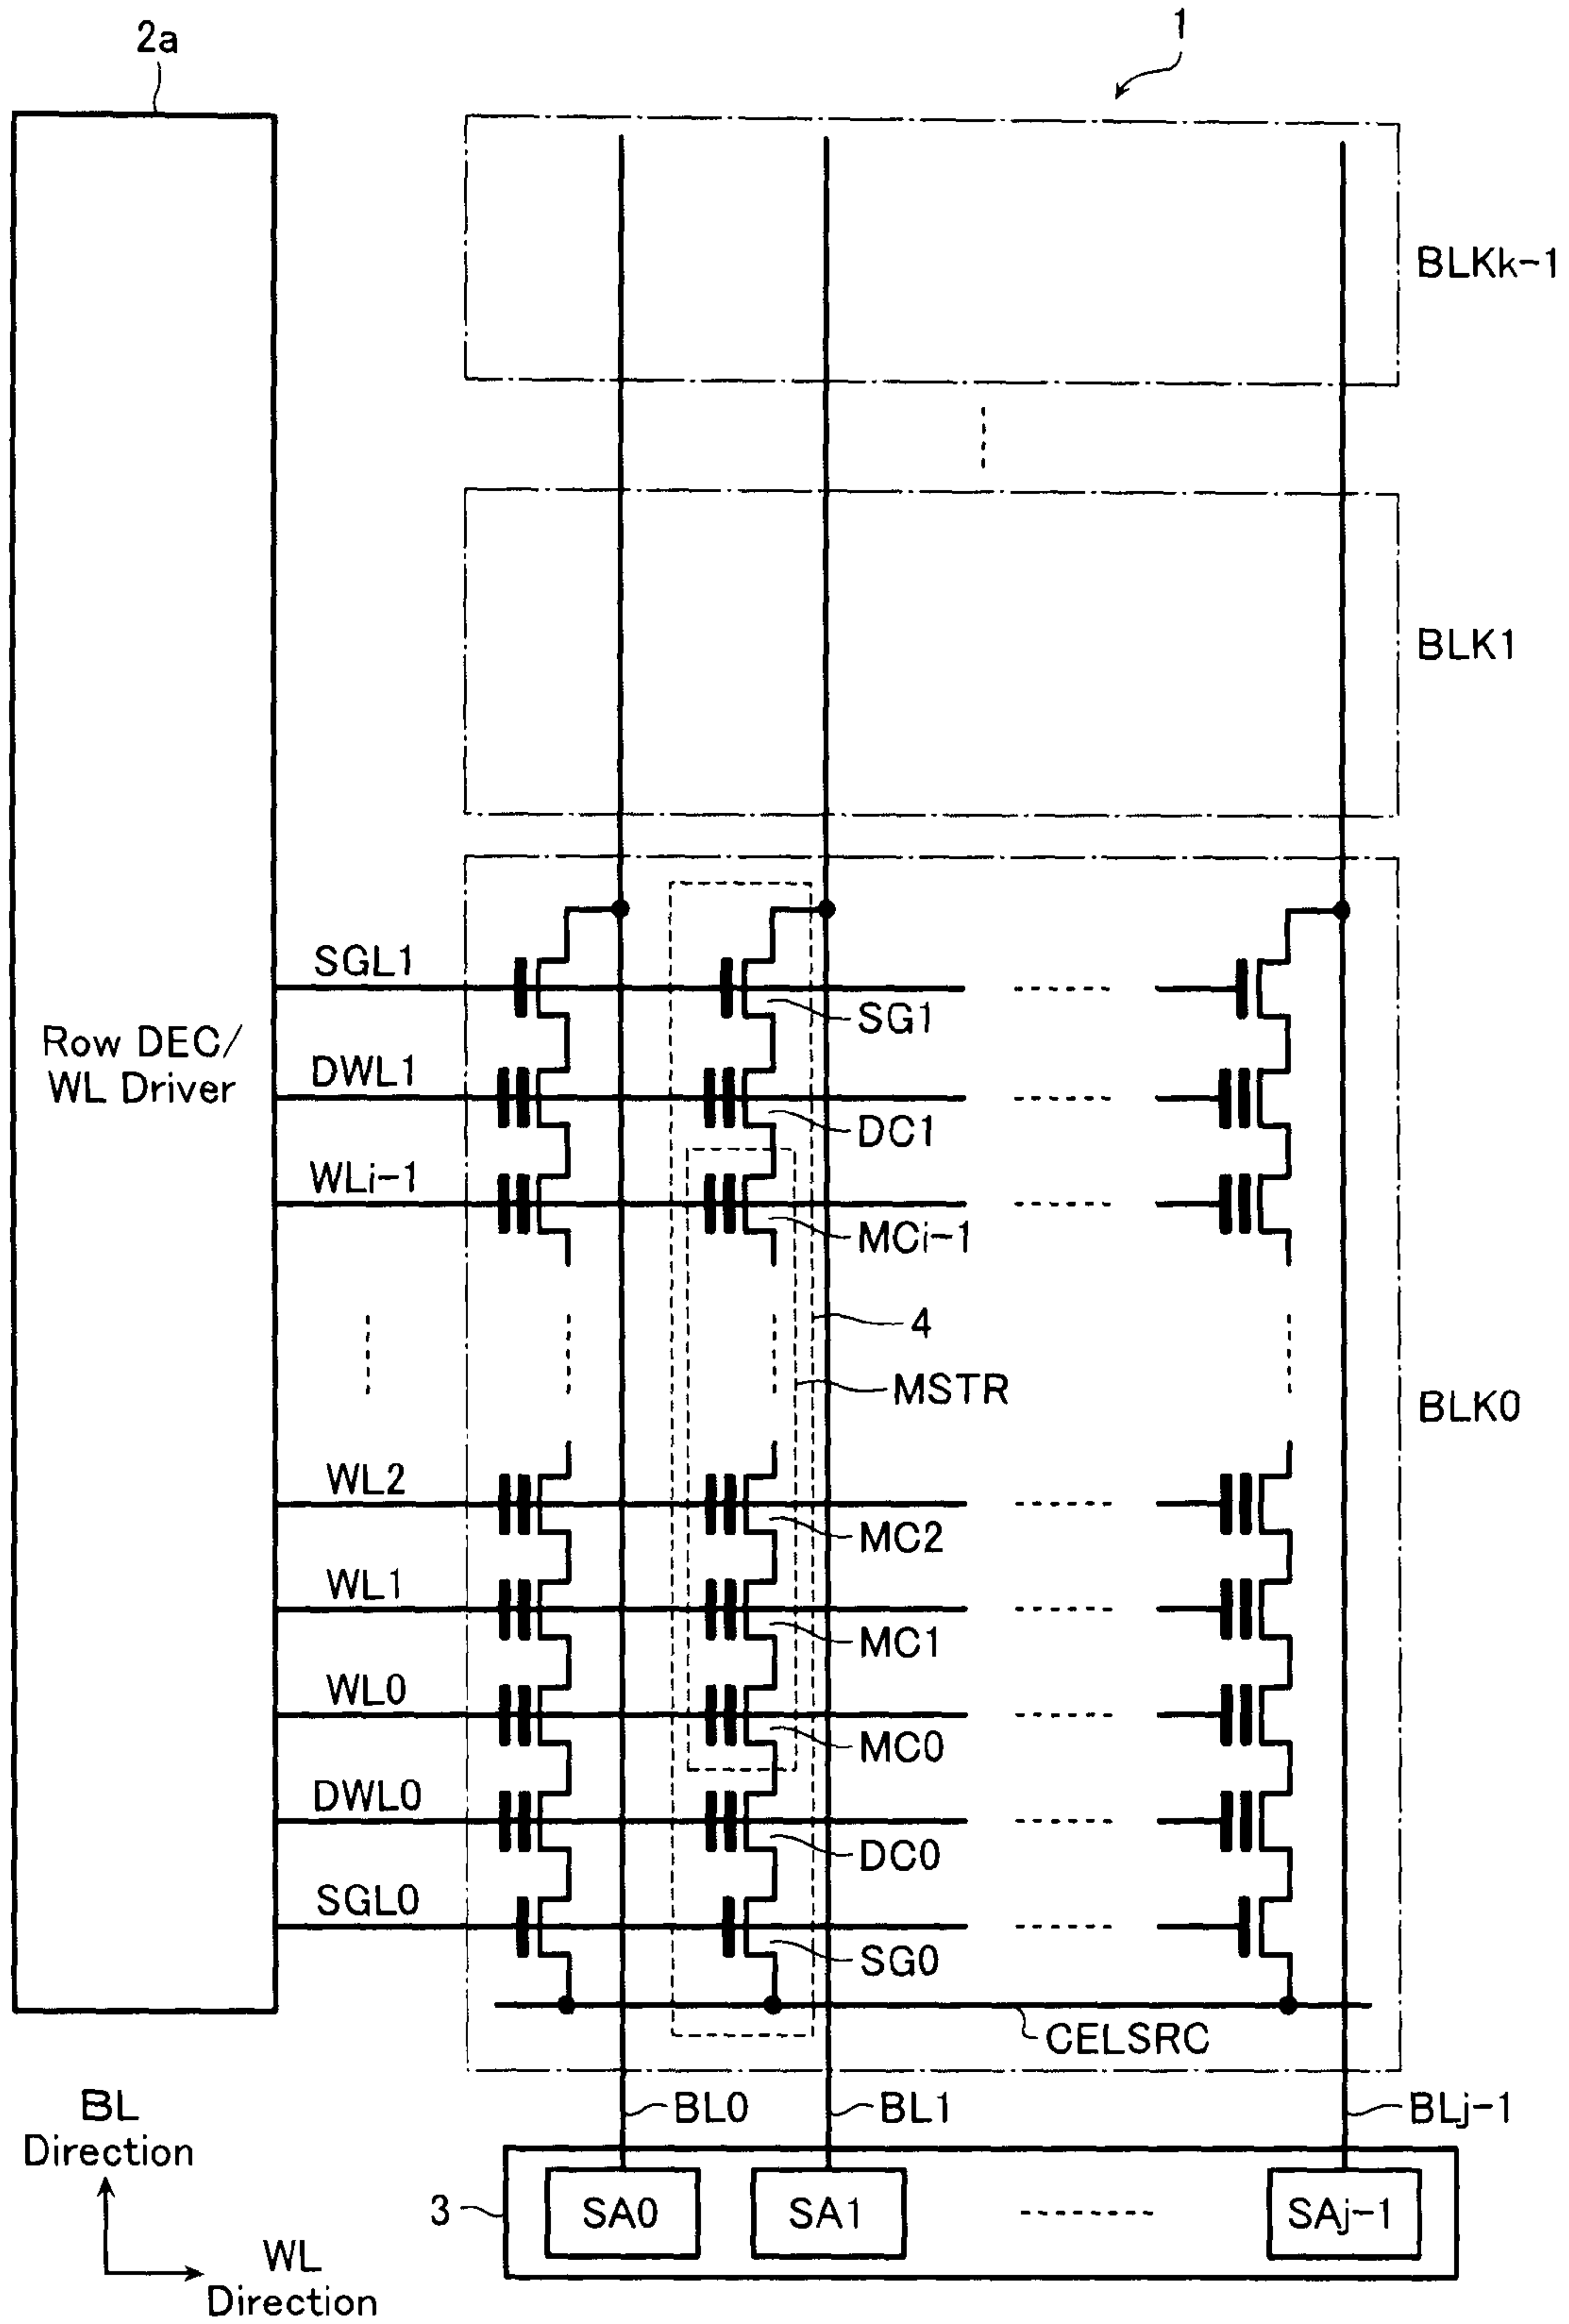 2a
1
BLKk-1
BLK1
SGL1
SG1
Row DEC/
WL Driver
DWL1
DC1
WLi-1
MCi-1
4
MSTR
BLK0
WL2
MC2
WL1
MC1
WL0
MC0
DWL0
DC0
SGL0
SG0
CELSRC
BL0
BL1
BLj-1
BL
Direction
3
SA0
SA1
SAj-1
WL
Direction